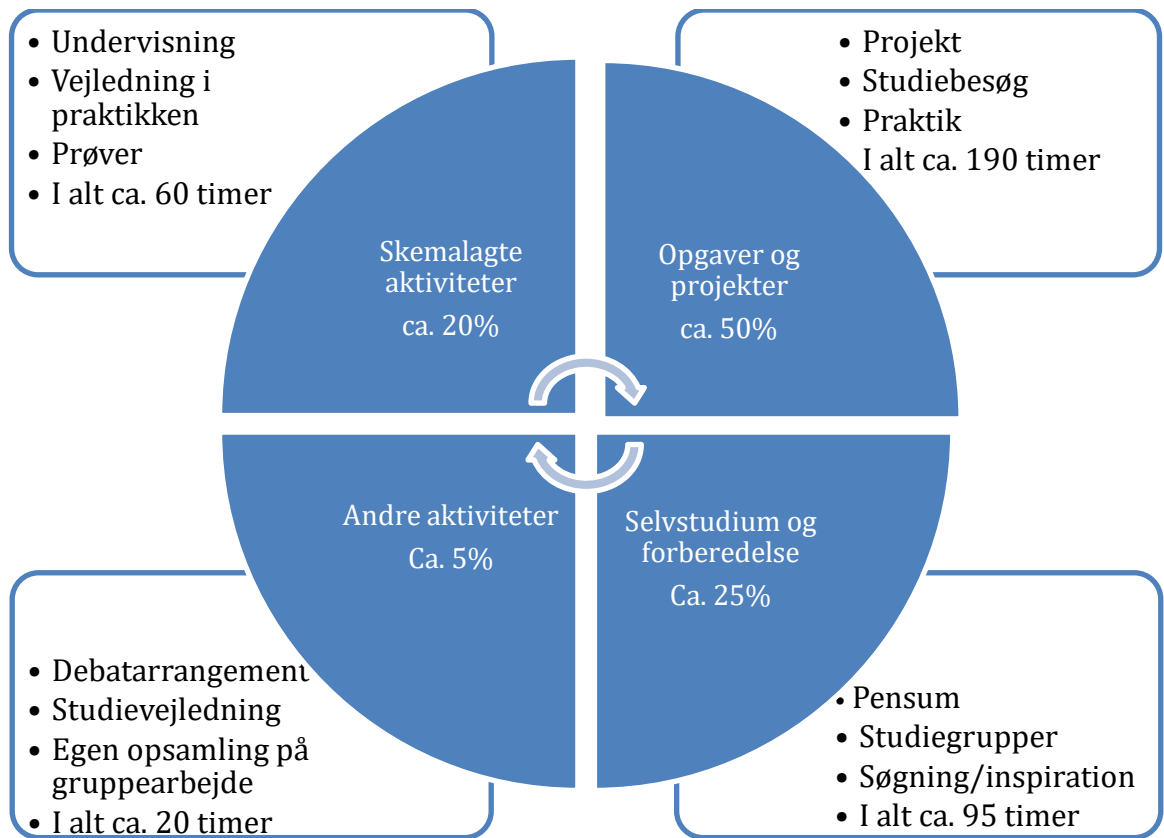 • Undervisning
• Vejledning i
praktikken
• Prøver
• I alt ca. 60 timer
• Projekt
• Studiebesøg
• Praktik
I alt ca. 190 timer
Skemalagte
aktiviteter
ca. 20%
Opgaver og
projekter
ca. 50%
Andre aktiviteter
Ca. 5%
Selvstudium og
forberedelse
Ca. 25%
• Debatarrangement
• Studievejledning
• Egen opsamling på
gruppearbejde
• I alt ca. 20 timer
• Pensum
• Studiegrupper
• Søgning/inspiration
• I alt ca. 95 timer